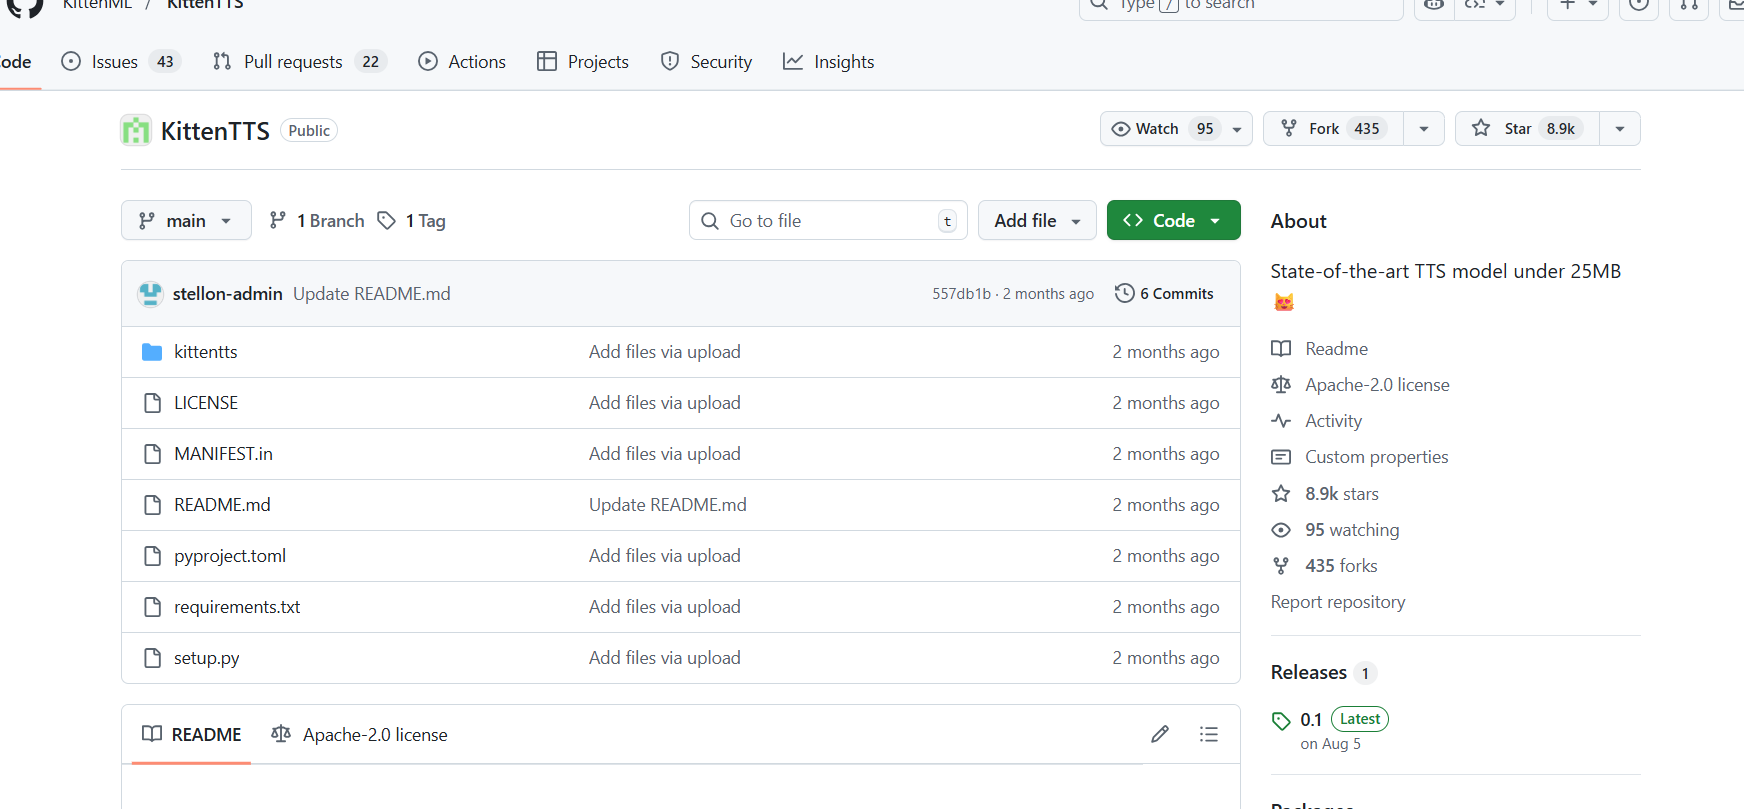 KittenML / KittenTTS
Type / to search
ode
Issues 43
Pull requests 22
Actions
Projects
Security
Insights
KittenTTS Public
Watch 95
Fork 435
Star 8.9k
main
1 Branch
1 Tag
Go to file t
Add file
Code
stellon-admin Update README.md
557db1b · 2 months ago
6 Commits
kittentts Add files via upload 2 months ago
LICENSE Add files via upload 2 months ago
MANIFEST.in Add files via upload 2 months ago
README.md Update README.md 2 months ago
pyproject.toml Add files via upload 2 months ago
requirements.txt Add files via upload 2 months ago
setup.py Add files via upload 2 months ago
README
Apache-2.0 license
About
State-of-the-art TTS model under 25MB
😻
Readme
Apache-2.0 license
Activity
Custom properties
8.9k stars
95 watching
435 forks
Report repository
Releases 1
0.1 Latest
on Aug 5